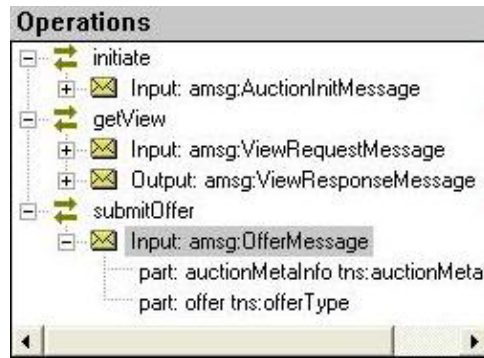 Operations
initiate
Input: amsg:AuctionInitMessage
getView
Input: amsg:ViewRequestMessage
Output: amsg:ViewResponseMessage
submitOffer
Input: amsg:OfferMessage
part: auctionMetaInfo tns:auctionMeta
part: offer tns:offerType